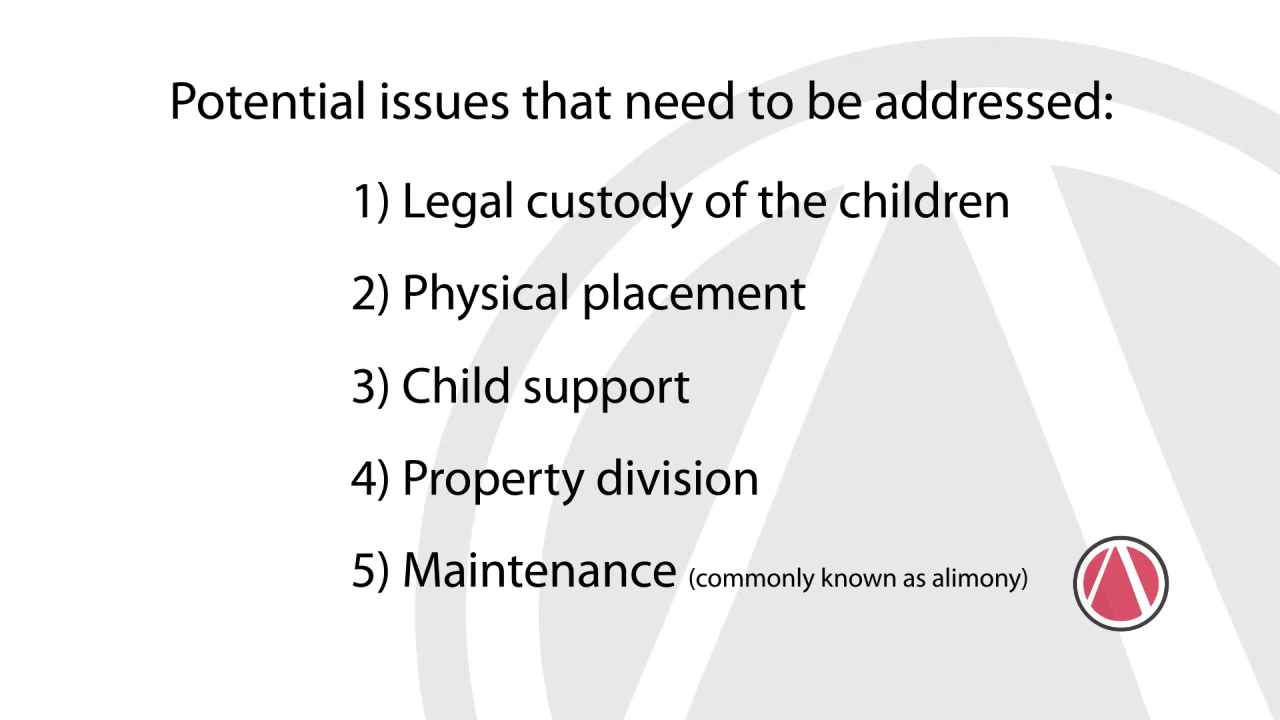 Potential issues that need to be addressed:
1) Legal custody of the children
2) Physical placement
3) Child support
4) Property division
5) Maintenance (commonly known as alimony)